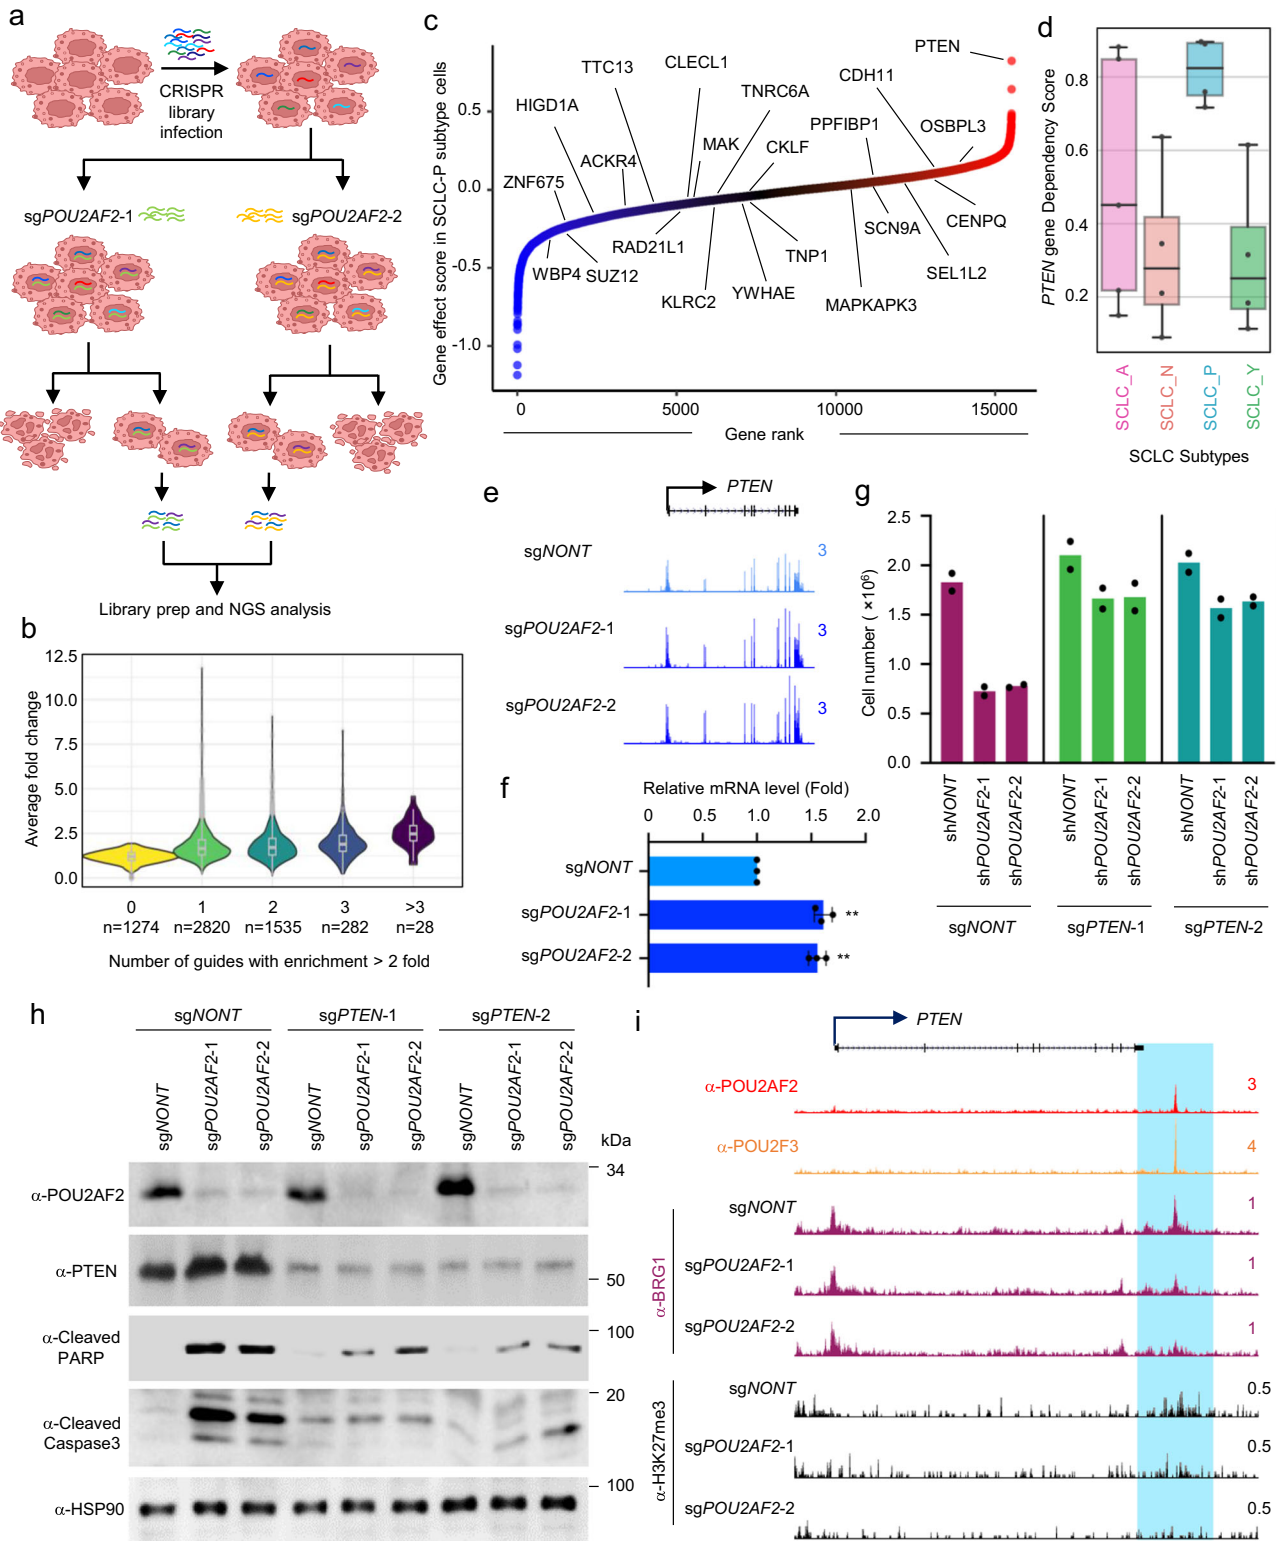 a
CRISPR
library
infection
sgPOU2AF2-1
sgPOU2AF2-2
Library prep and NGS analysis
b
Average fold change
12.5
10.0
7.5
5.0
2.5
0.0
0
1
2
3
>3
n=1274
n=2820
n=1535
n=282
n=28
Number of guides with enrichment > 2 fold
c
Gene effect score in SCLC-P subtype cells
0.5
0.0
-0.5
-1.0
PTEN
CLECL1
TTC13
CDH11
TNRC6A
HIGD1A
PPFIBP1
OSBPL3
MAK
CKLF
ACKR4
ZNF675
CENPQ
SCN9A
RAD21L1
TNP1
WBP4
SUZ12
SEL1L2
YWHAE
KLRC2
MAPKAPK3
0
5000
10000
15000
Gene rank
d
PTEN gene Dependency Score
0.8
0.6
0.4
0.2
SCLC_A
SCLC_N
SCLC_P
SCLC_Y
SCLC Subtypes
e
PTEN
sgNONT
3
sgPOU2AF2-1
3
sgPOU2AF2-2
3
f
Relative mRNA level (Fold)
0
0.5
1.0
1.5
2.0
sgNONT
sgPOU2AF2-1
**
sgPOU2AF2-2
**
g
Cell number ( ×10⁶)
2.5
2.0
1.5
1.0
0.5
0.0
shNONT
shPOU2AF2-1
shPOU2AF2-2
shNONT
shPOU2AF2-1
shPOU2AF2-2
shNONT
shPOU2AF2-1
shPOU2AF2-2
sgNONT
sgPTEN-1
sgPTEN-2
h
sgNONT
sgPTEN-1
sgPTEN-2
sgNONT
sgPOU2AF2-1
sgPOU2AF2-2
sgNONT
sgPOU2AF2-1
sgPOU2AF2-2
sgNONT
sgPOU2AF2-1
sgPOU2AF2-2
kDa
α-POU2AF2
34
α-PTEN
50
α-Cleaved
PARP
100
α-Cleaved
Caspase3
20
α-HSP90
100
i
PTEN
α-POU2AF2
3
α-POU2F3
4
α-BRG1
sgNONT
1
sgPOU2AF2-1
1
sgPOU2AF2-2
1
α-H3K27me3
sgNONT
0.5
sgPOU2AF2-1
0.5
sgPOU2AF2-2
0.5